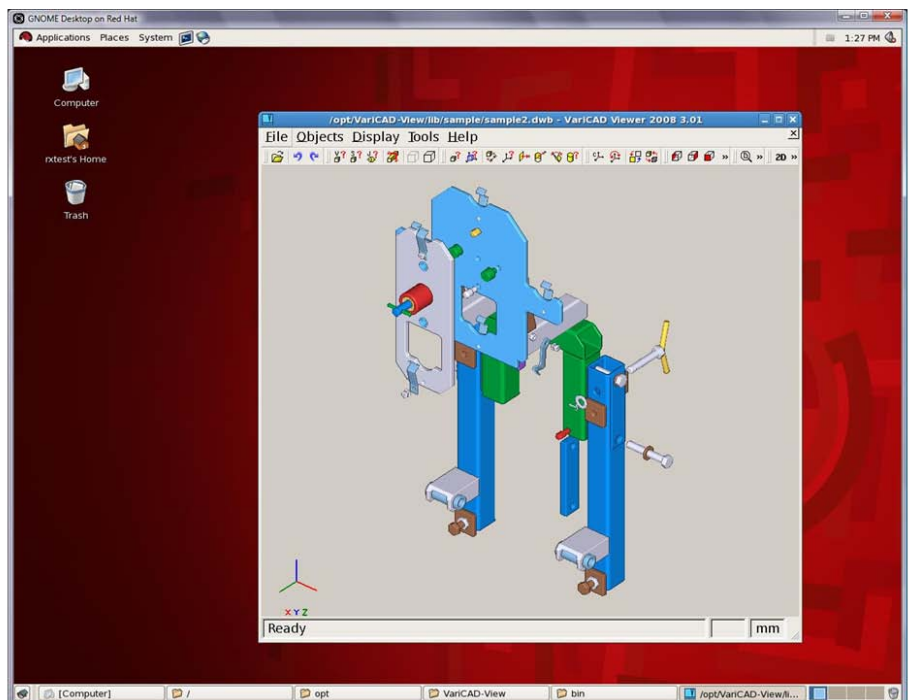 GNOME Desktop on Red Hat
Applications Places System
1:27 PM
Computer
rxtest's Home
Trash
/opt/VariCAD-View/lib/sample/sample2.dwb - VariCAD Viewer 2008 3.01
File Objects Display Tools Help
2D
X Y Z
Ready
mm
[Computer]
/
opt
VariCAD-View
bin
/opt/VariCAD-View/li...